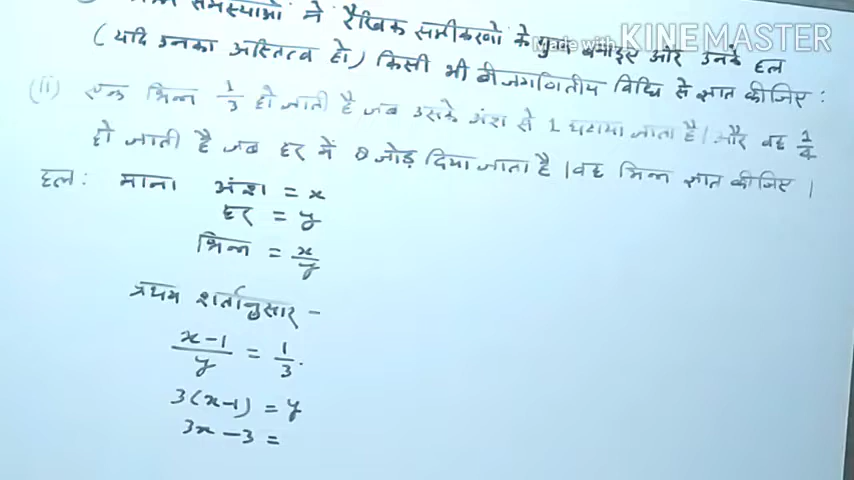 समस्याओं में रैखिक समीकरणों के युग्म बनाइए और उनके हल
(यदि उनका अस्तित्व हो) किसी भी बीजगणितीय विधि से ज्ञात कीजिए:
(ii) एक भिन्न 1/3 हो जाती है जब उसके अंश से 1 घटाया जाता है। और वह 1/4
हो जाती है जब हर में 8 जोड़ दिया जाता है। वह भिन्न ज्ञात कीजिए।
हल: माना अंश = x
हर = y
भिन्न = x/y
प्रथम शर्तानुसार -
(x-1)/y = 1/3.
3(x-1) = y
3x - 3 =
Made with KINEMASTER